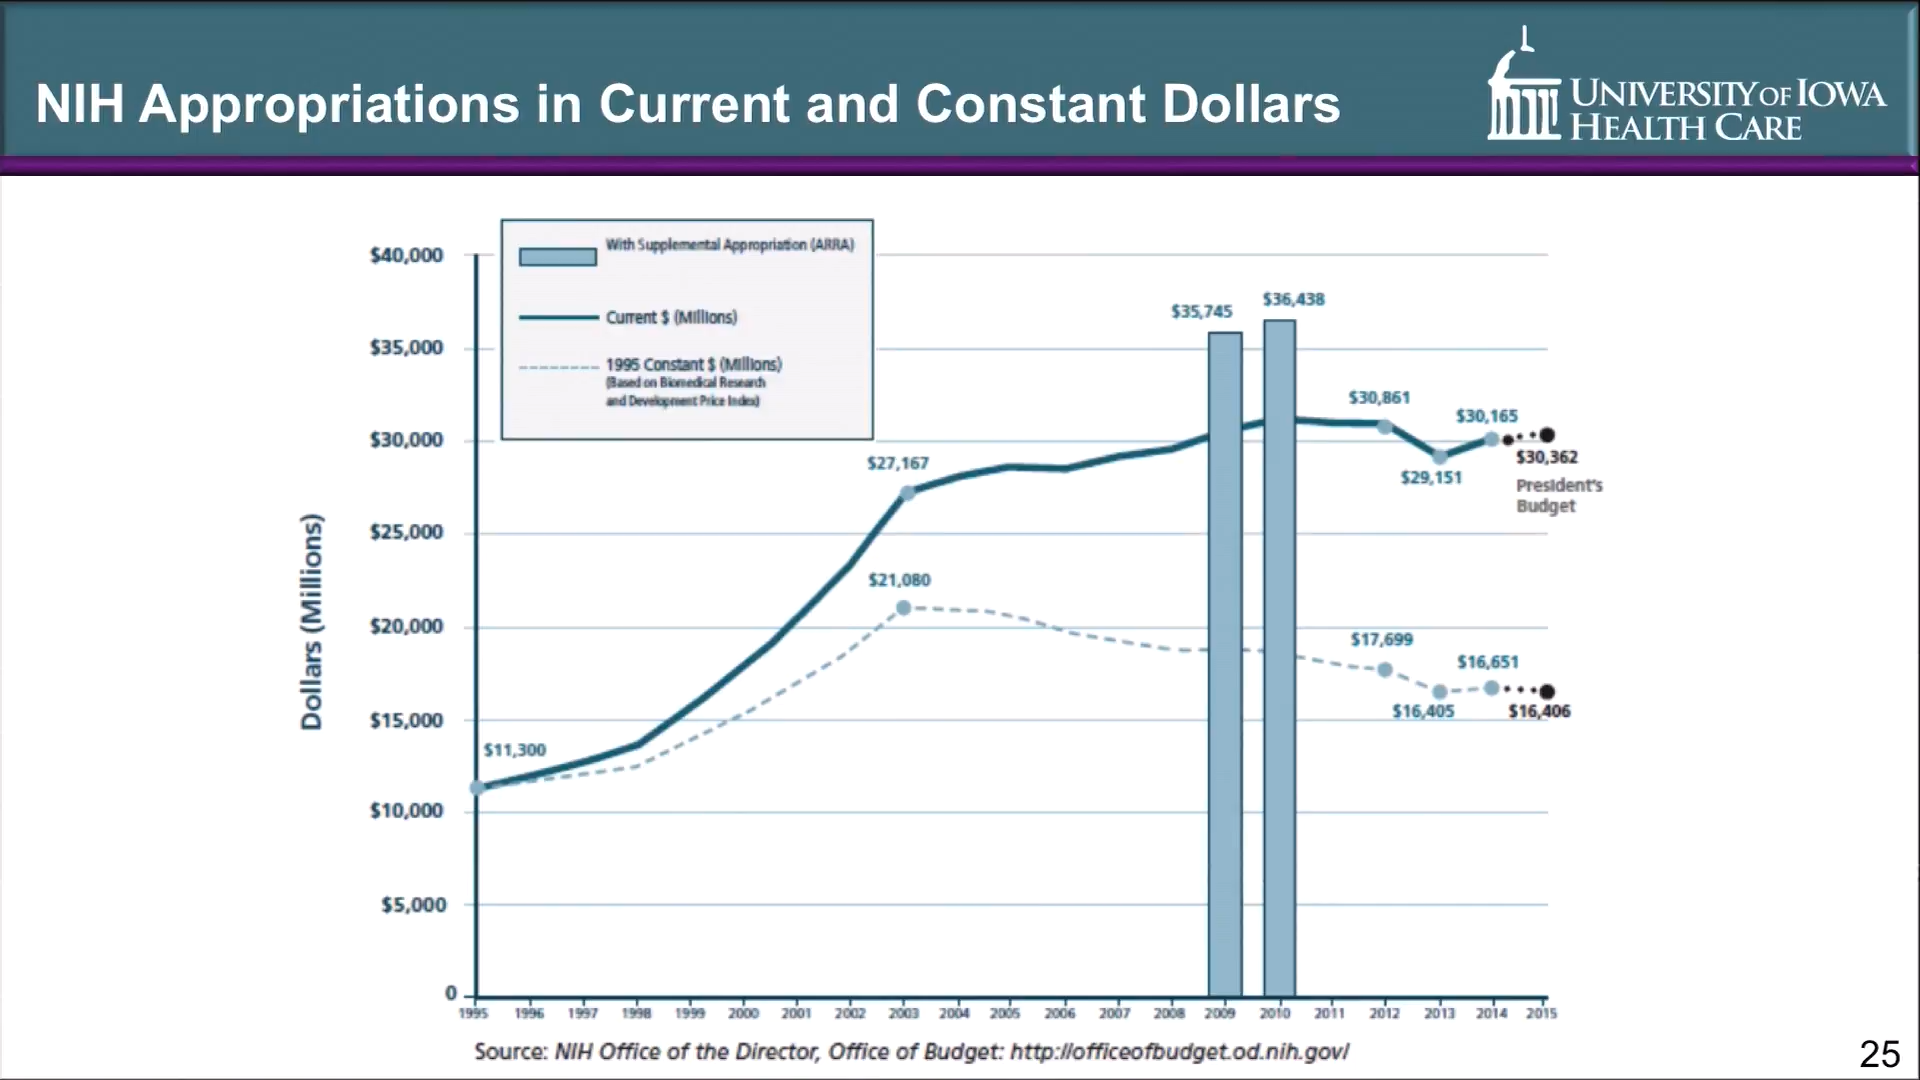 NIH Appropriations in Current and Constant Dollars
UNIVERSITY OF IOWA
HEALTH CARE
With Supplemental Appropriation (ARRA)
Current $ (Millions)
1995 Constant $ (Millions)
(Based on Biomedical Research
and Development Price Index)
Dollars (Millions)
$40,000
$35,000
$30,000
$25,000
$20,000
$15,000
$10,000
$5,000
0
$11,300
$27,167
$21,080
$35,745
$36,438
$30,861
$29,151
$30,165
$30,362
President's
Budget
$17,699
$16,405
$16,651
$16,406
1995 1996 1997 1998 1999 2000 2001 2002 2003 2004 2005 2006 2007 2008 2009 2010 2011 2012 2013 2014 2015
Source: NIH Office of the Director, Office of Budget: http://officeofbudget.od.nih.gov/
25